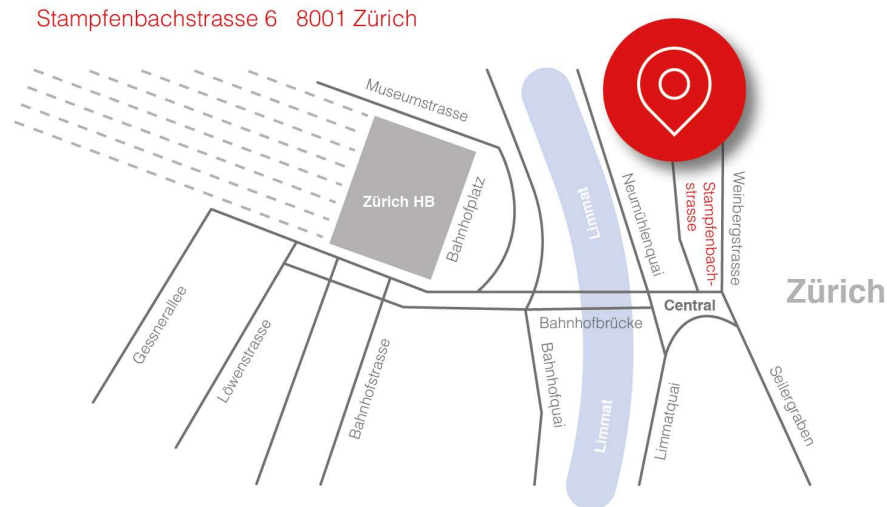 Stampfenbachstrasse 6   8001 Zürich
Museumstrasse
Zürich HB
Bahnhofplatz
Limmat
Neumühlenquai
Stampfenbach-
strasse
Weinbergstrasse
Zürich
Central
Bahnhofbrücke
Gessnerallee
Löwenstrasse
Bahnhofstrasse
Bahnhofquai
Limmat
Limmatquai
Seilergraben